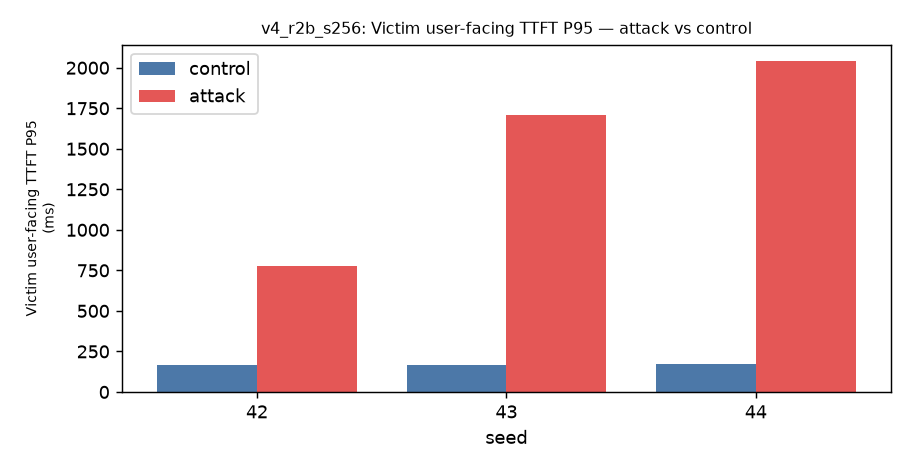 v4_r2b_s256: Victim user-facing TTFT P95 — attack vs control
control
attack
Victim user-facing TTFT P95
(ms)
2000
1750
1500
1250
1000
750
500
250
0
42 43 44
seed